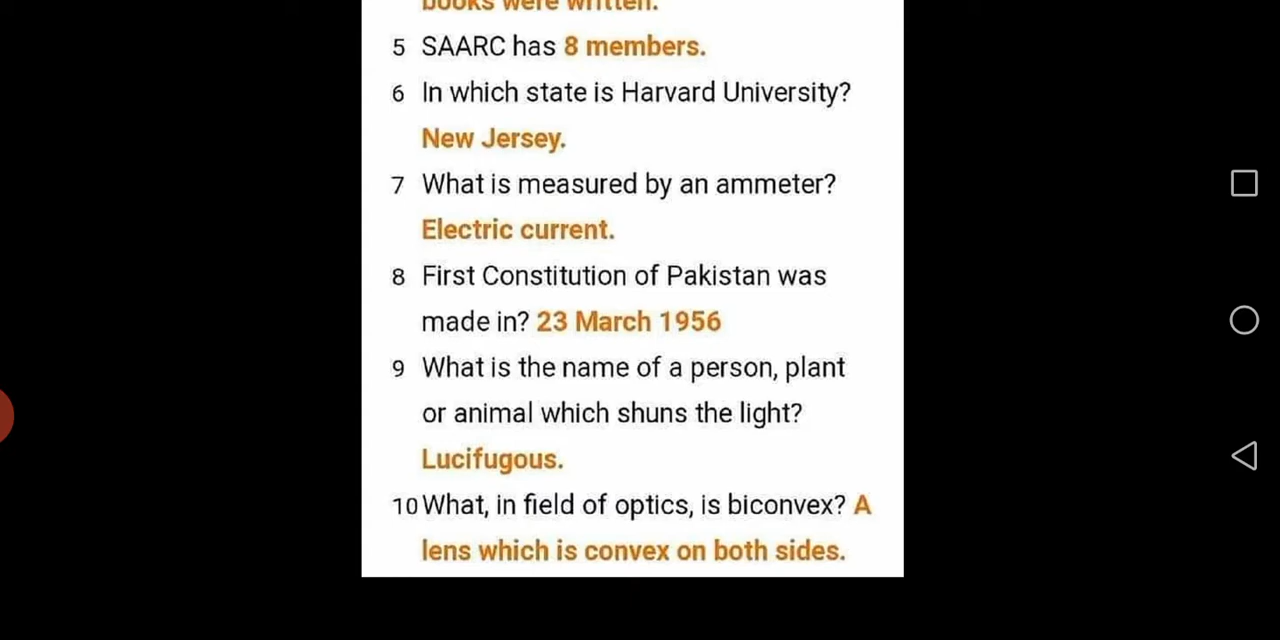 books were written.
5 SAARC has 8 members.
6 In which state is Harvard University?
New Jersey.
7 What is measured by an ammeter?
Electric current.
8 First Constitution of Pakistan was
made in? 23 March 1956
9 What is the name of a person, plant
or animal which shuns the light?
Lucifugous.
10 What, in field of optics, is biconvex? A
lens which is convex on both sides.